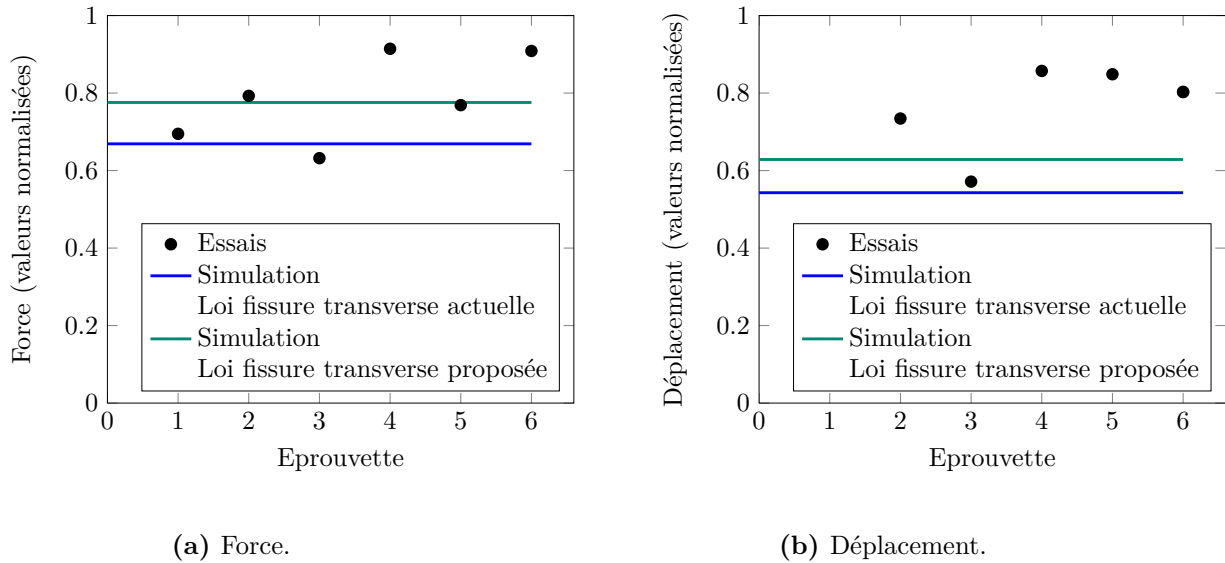 1
0.8
0.6
0.4
0.2
0
0 1 2 3 4 5 6
Force (valeurs normalisées)
Eprouvette
Essais
Simulation
Loi fissure transverse actuelle
Simulation
Loi fissure transverse proposée
(a) Force.
1
0.8
0.6
0.4
0.2
0
0 1 2 3 4 5 6
Déplacement (valeurs normalisées)
Eprouvette
Essais
Simulation
Loi fissure transverse actuelle
Simulation
Loi fissure transverse proposée
(b) Déplacement.